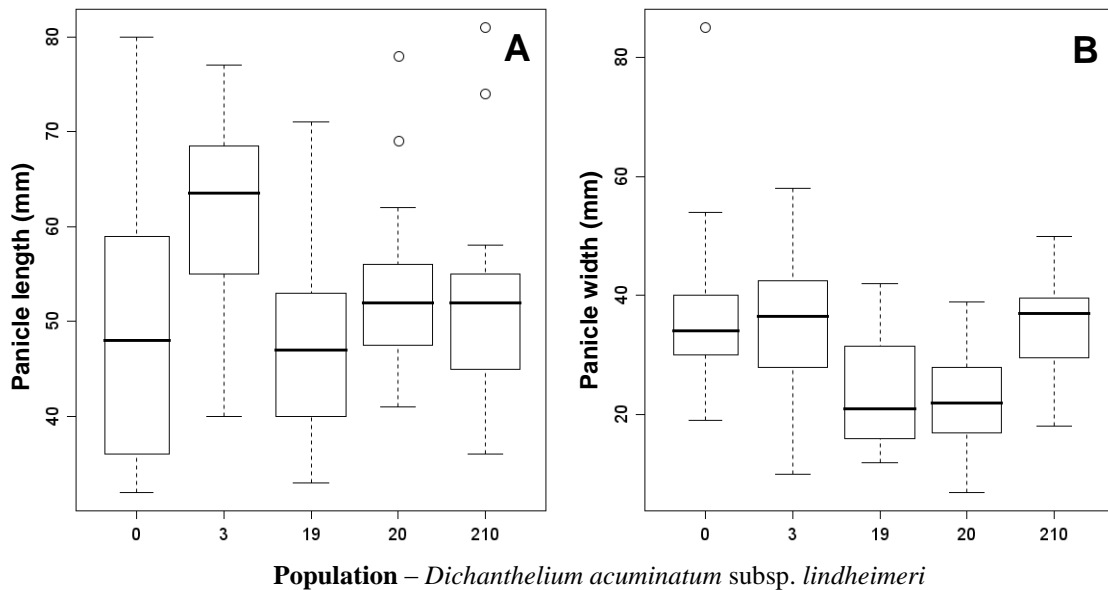 A
Panicle length (mm)
80
70
60
50
40
0 3 19 20 210
B
Panicle width (mm)
80
60
40
20
0 3 19 20 210
Population – Dichanthelium acuminatum subsp. lindheimeri